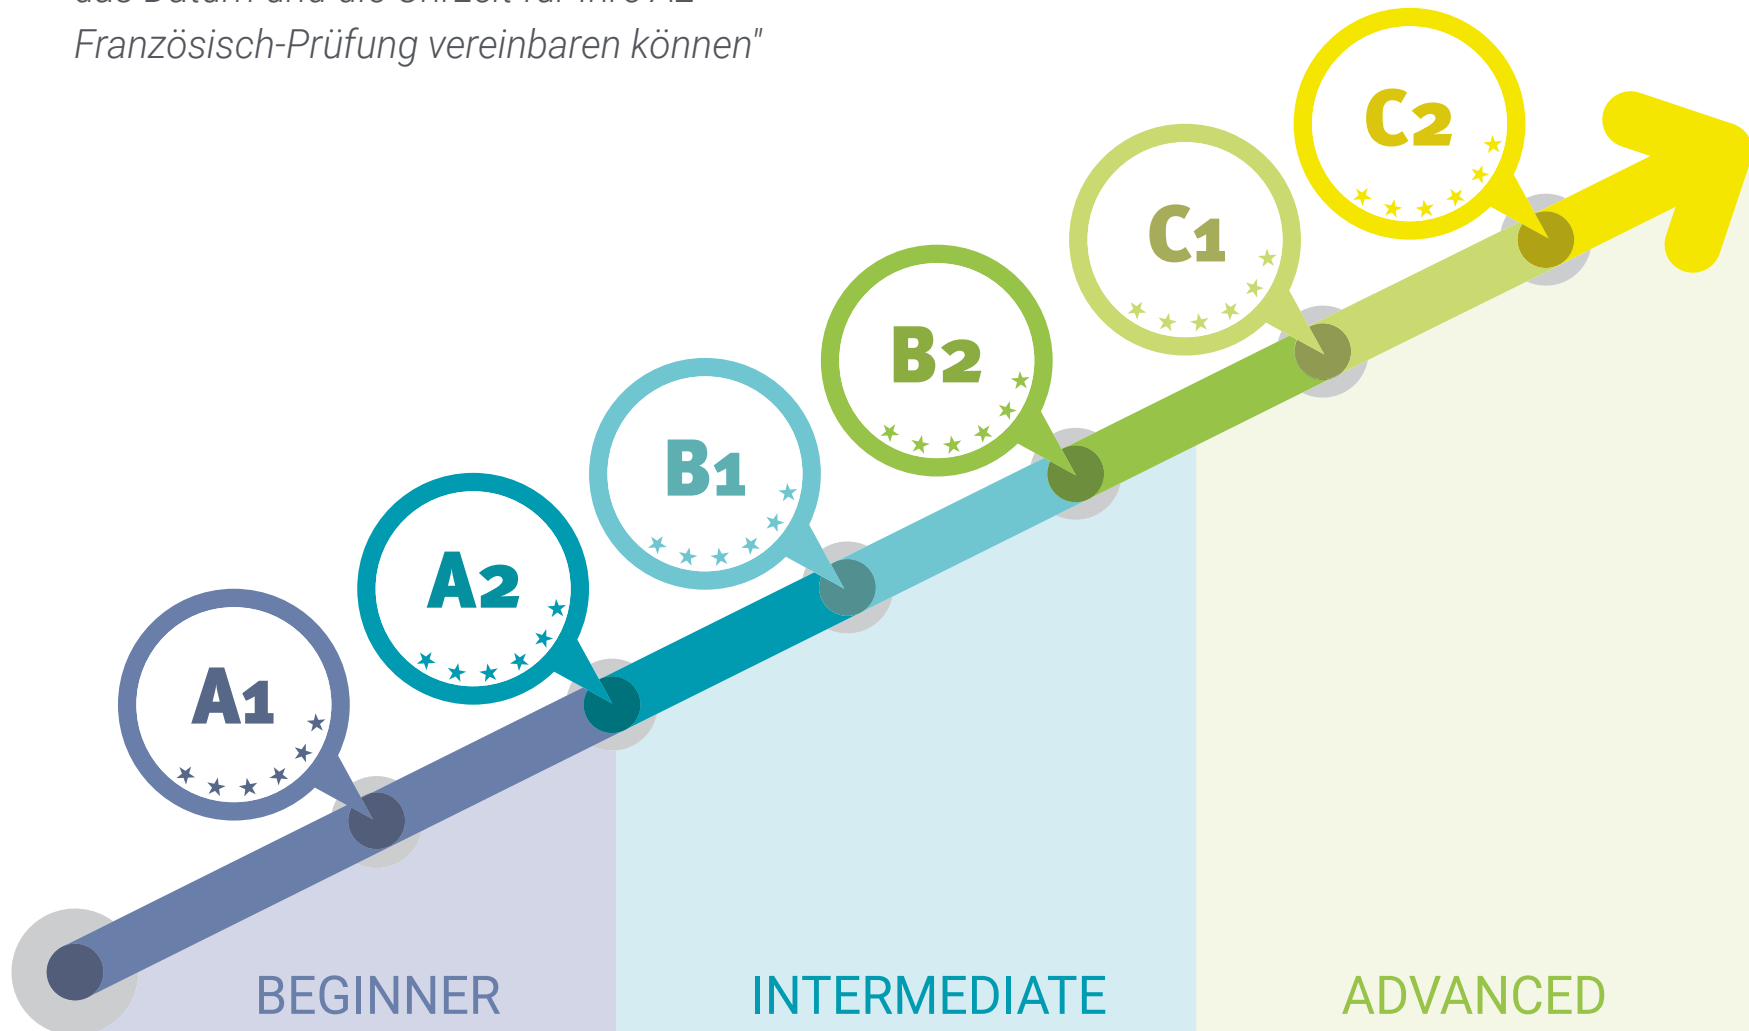 Französisch-Prüfung vereinbaren können"
C2
C1
B2
B1
A2
A1
BEGINNER
INTERMEDIATE
ADVANCED